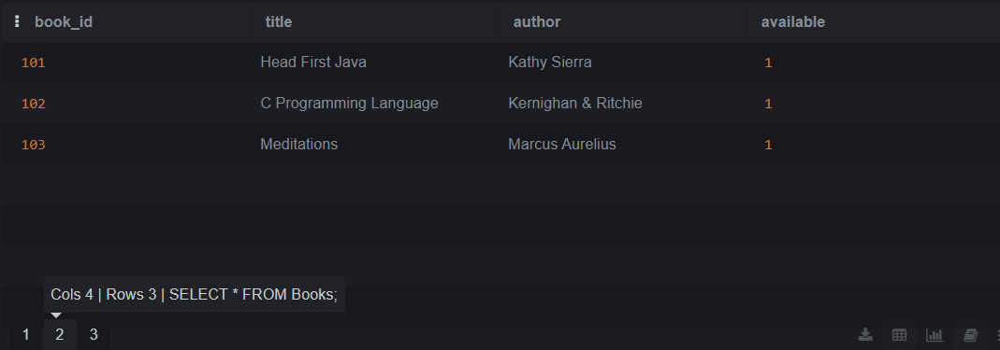 book_id title author available
101 Head First Java Kathy Sierra 1
102 C Programming Language Kernighan & Ritchie 1
103 Meditations Marcus Aurelius 1
Cols 4 | Rows 3 | SELECT * FROM Books;
1 2 3